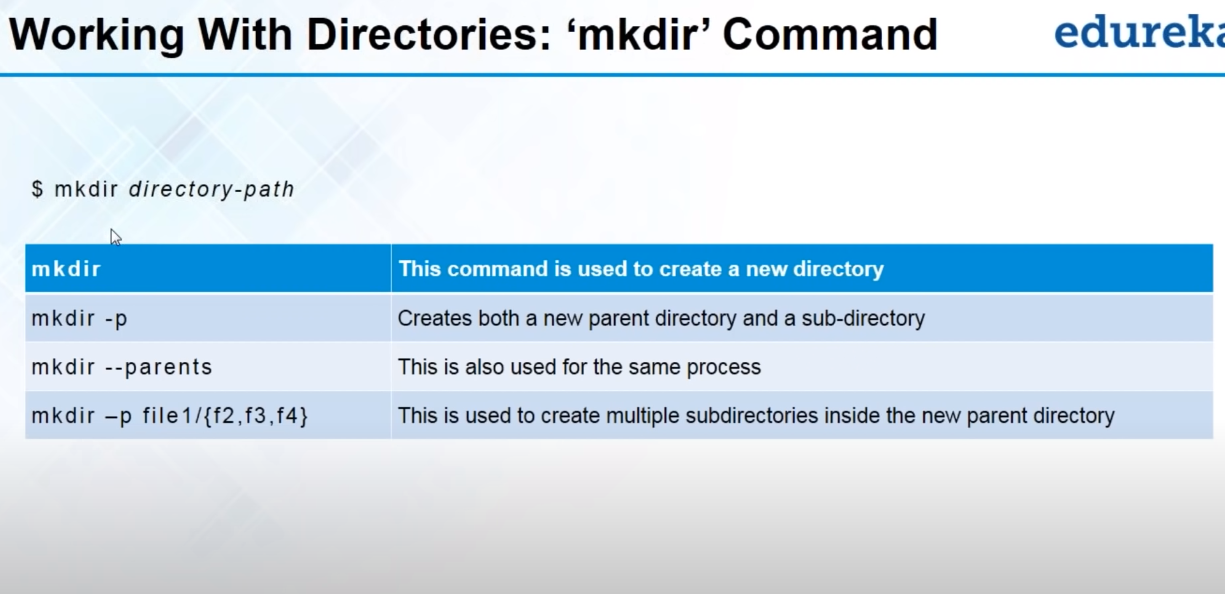 Working With Directories: ‘mkdir’ Command
edureka
$ mkdir directory-path
mkdir
This command is used to create a new directory
mkdir -p
Creates both a new parent directory and a sub-directory
mkdir --parents
This is also used for the same process
mkdir –p file1/{f2,f3,f4}
This is used to create multiple subdirectories inside the new parent directory